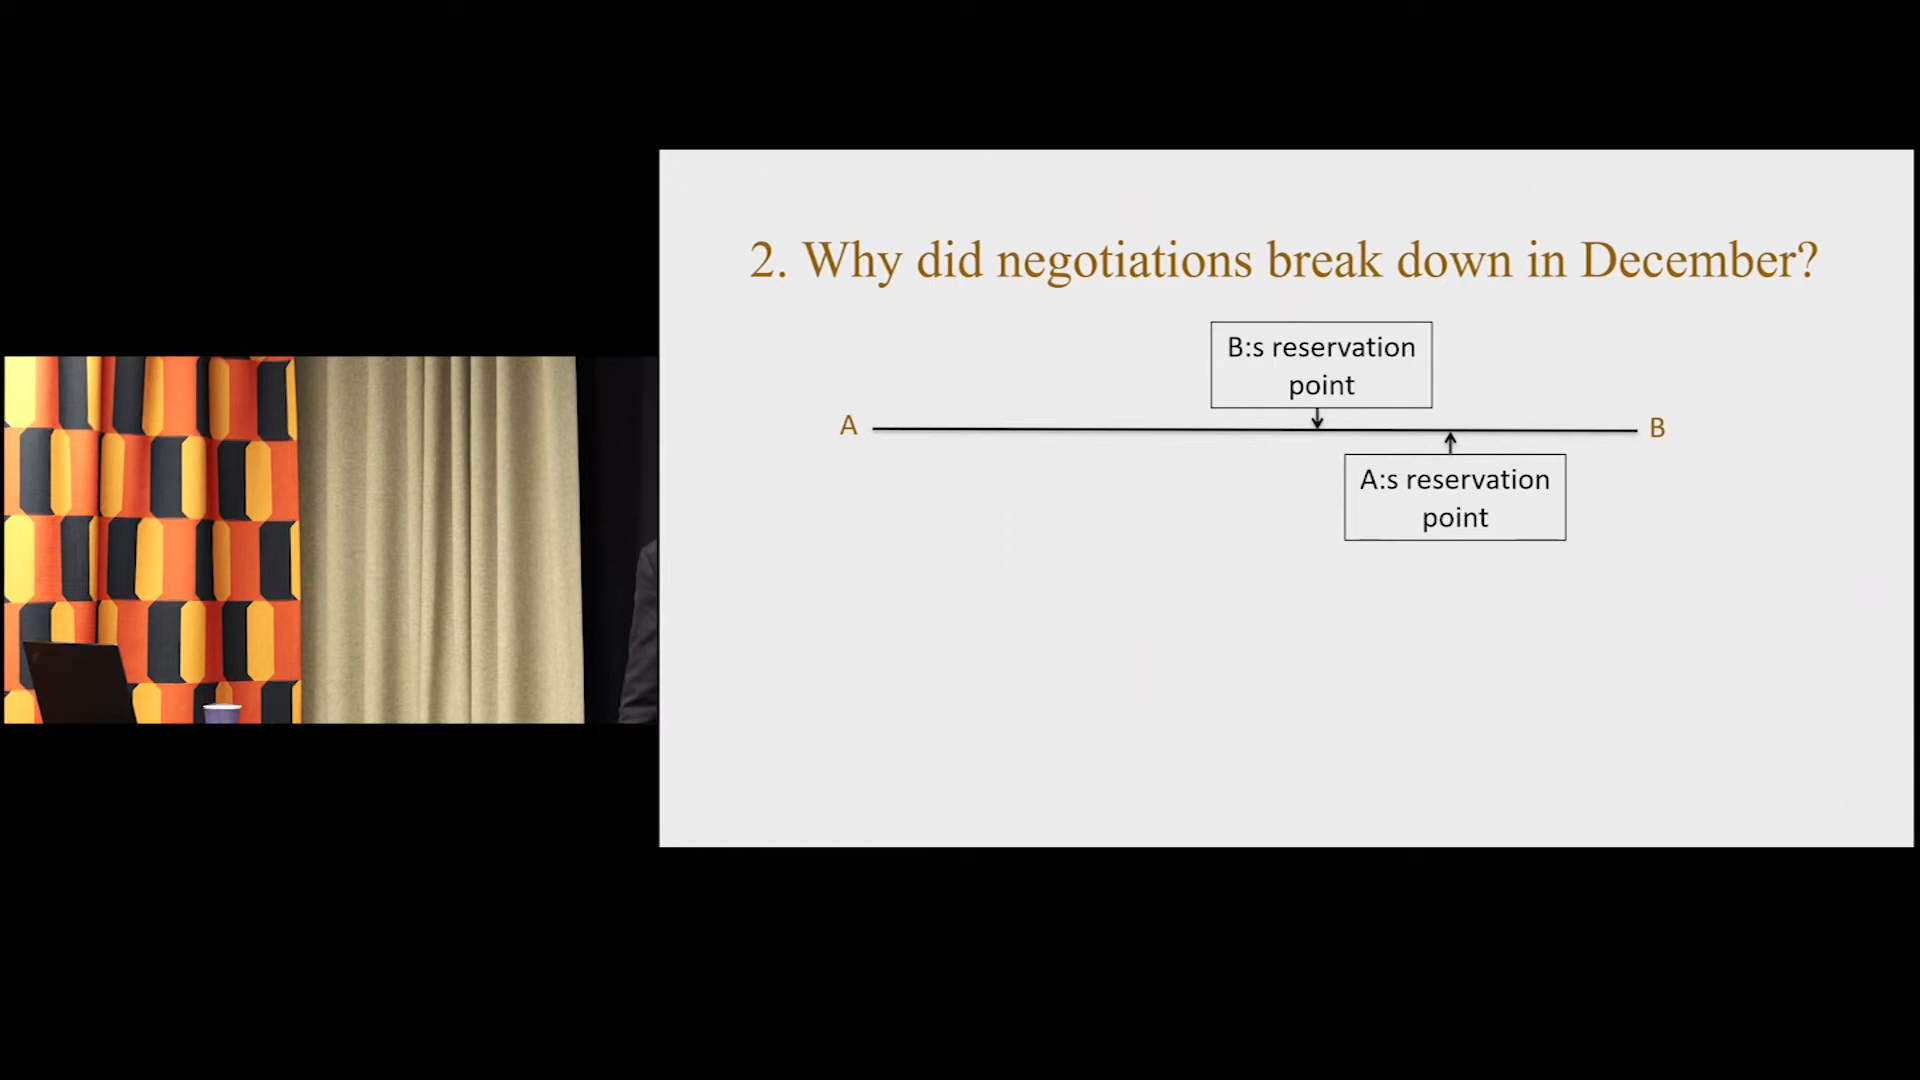 2. Why did negotiations break down in December?
B:s reservation
point
A
B
A:s reservation
point